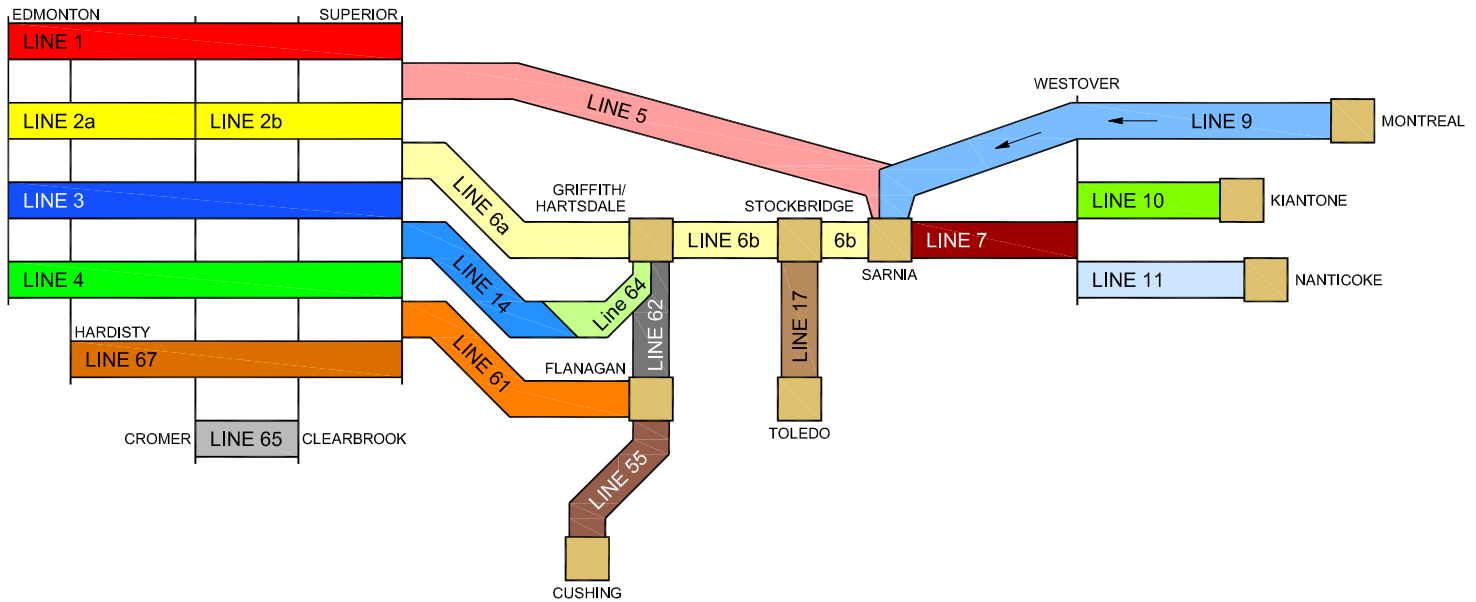 EDMONTON
SUPERIOR
LINE 1
LINE 5
WESTOVER
LINE 2a
LINE 2b
LINE 9
MONTREAL
LINE 6a
GRIFFITH/
HARTSDALE
STOCKBRIDGE
LINE 3
LINE 10
KIANTONE
LINE 6b
6b
LINE 7
SARNIA
LINE 4
LINE 14
Line 64
LINE 62
LINE 17
LINE 11
NANTICOKE
HARDISTY
LINE 67
LINE 61
FLANAGAN
CROMER
LINE 65
CLEARBROOK
TOLEDO
LINE 55
CUSHING